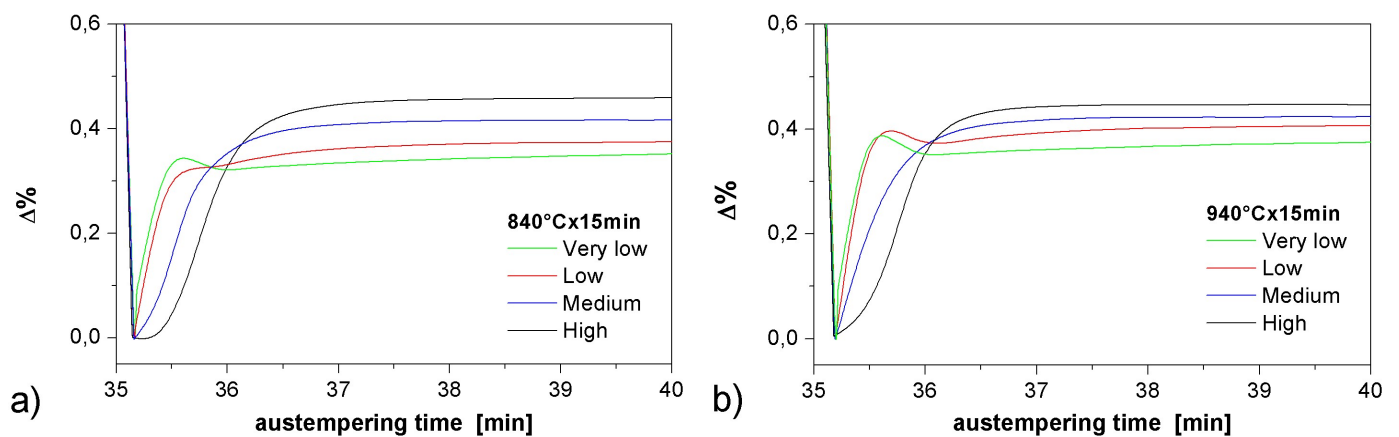 0,6
0,4
0,2
0,0
Δ%
840°Cx15min
Very low
Low
Medium
High
35 36 37 38 39 40
austempering time [min]
a)
0,6
0,4
0,2
0,0
Δ%
940°Cx15min
Very low
Low
Medium
High
35 36 37 38 39 40
austempering time [min]
b)